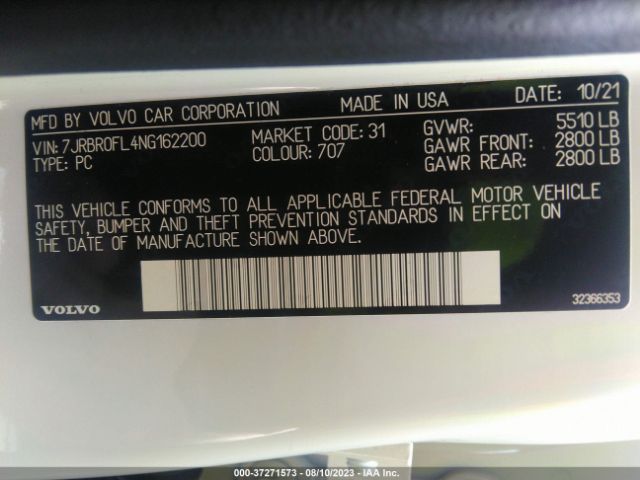 MFD BY VOLVO CAR CORPORATION MADE IN USA DATE: 10/21
VIN: 7JRBR0FL4NG162200 MARKET CODE: 31 GVWR: 5510 LB
TYPE: PC COLOUR: 707 GAWR FRONT: 2800 LB
GAWR REAR: 2800 LB
THIS VEHICLE CONFORMS TO ALL APPLICABLE FEDERAL MOTOR VEHICLE
SAFETY, BUMPER AND THEFT PREVENTION STANDARDS IN EFFECT ON
THE DATE OF MANUFACTURE SHOWN ABOVE.
VOLVO 32366353
000-37271573 - 08/10/2023 - IAA Inc.